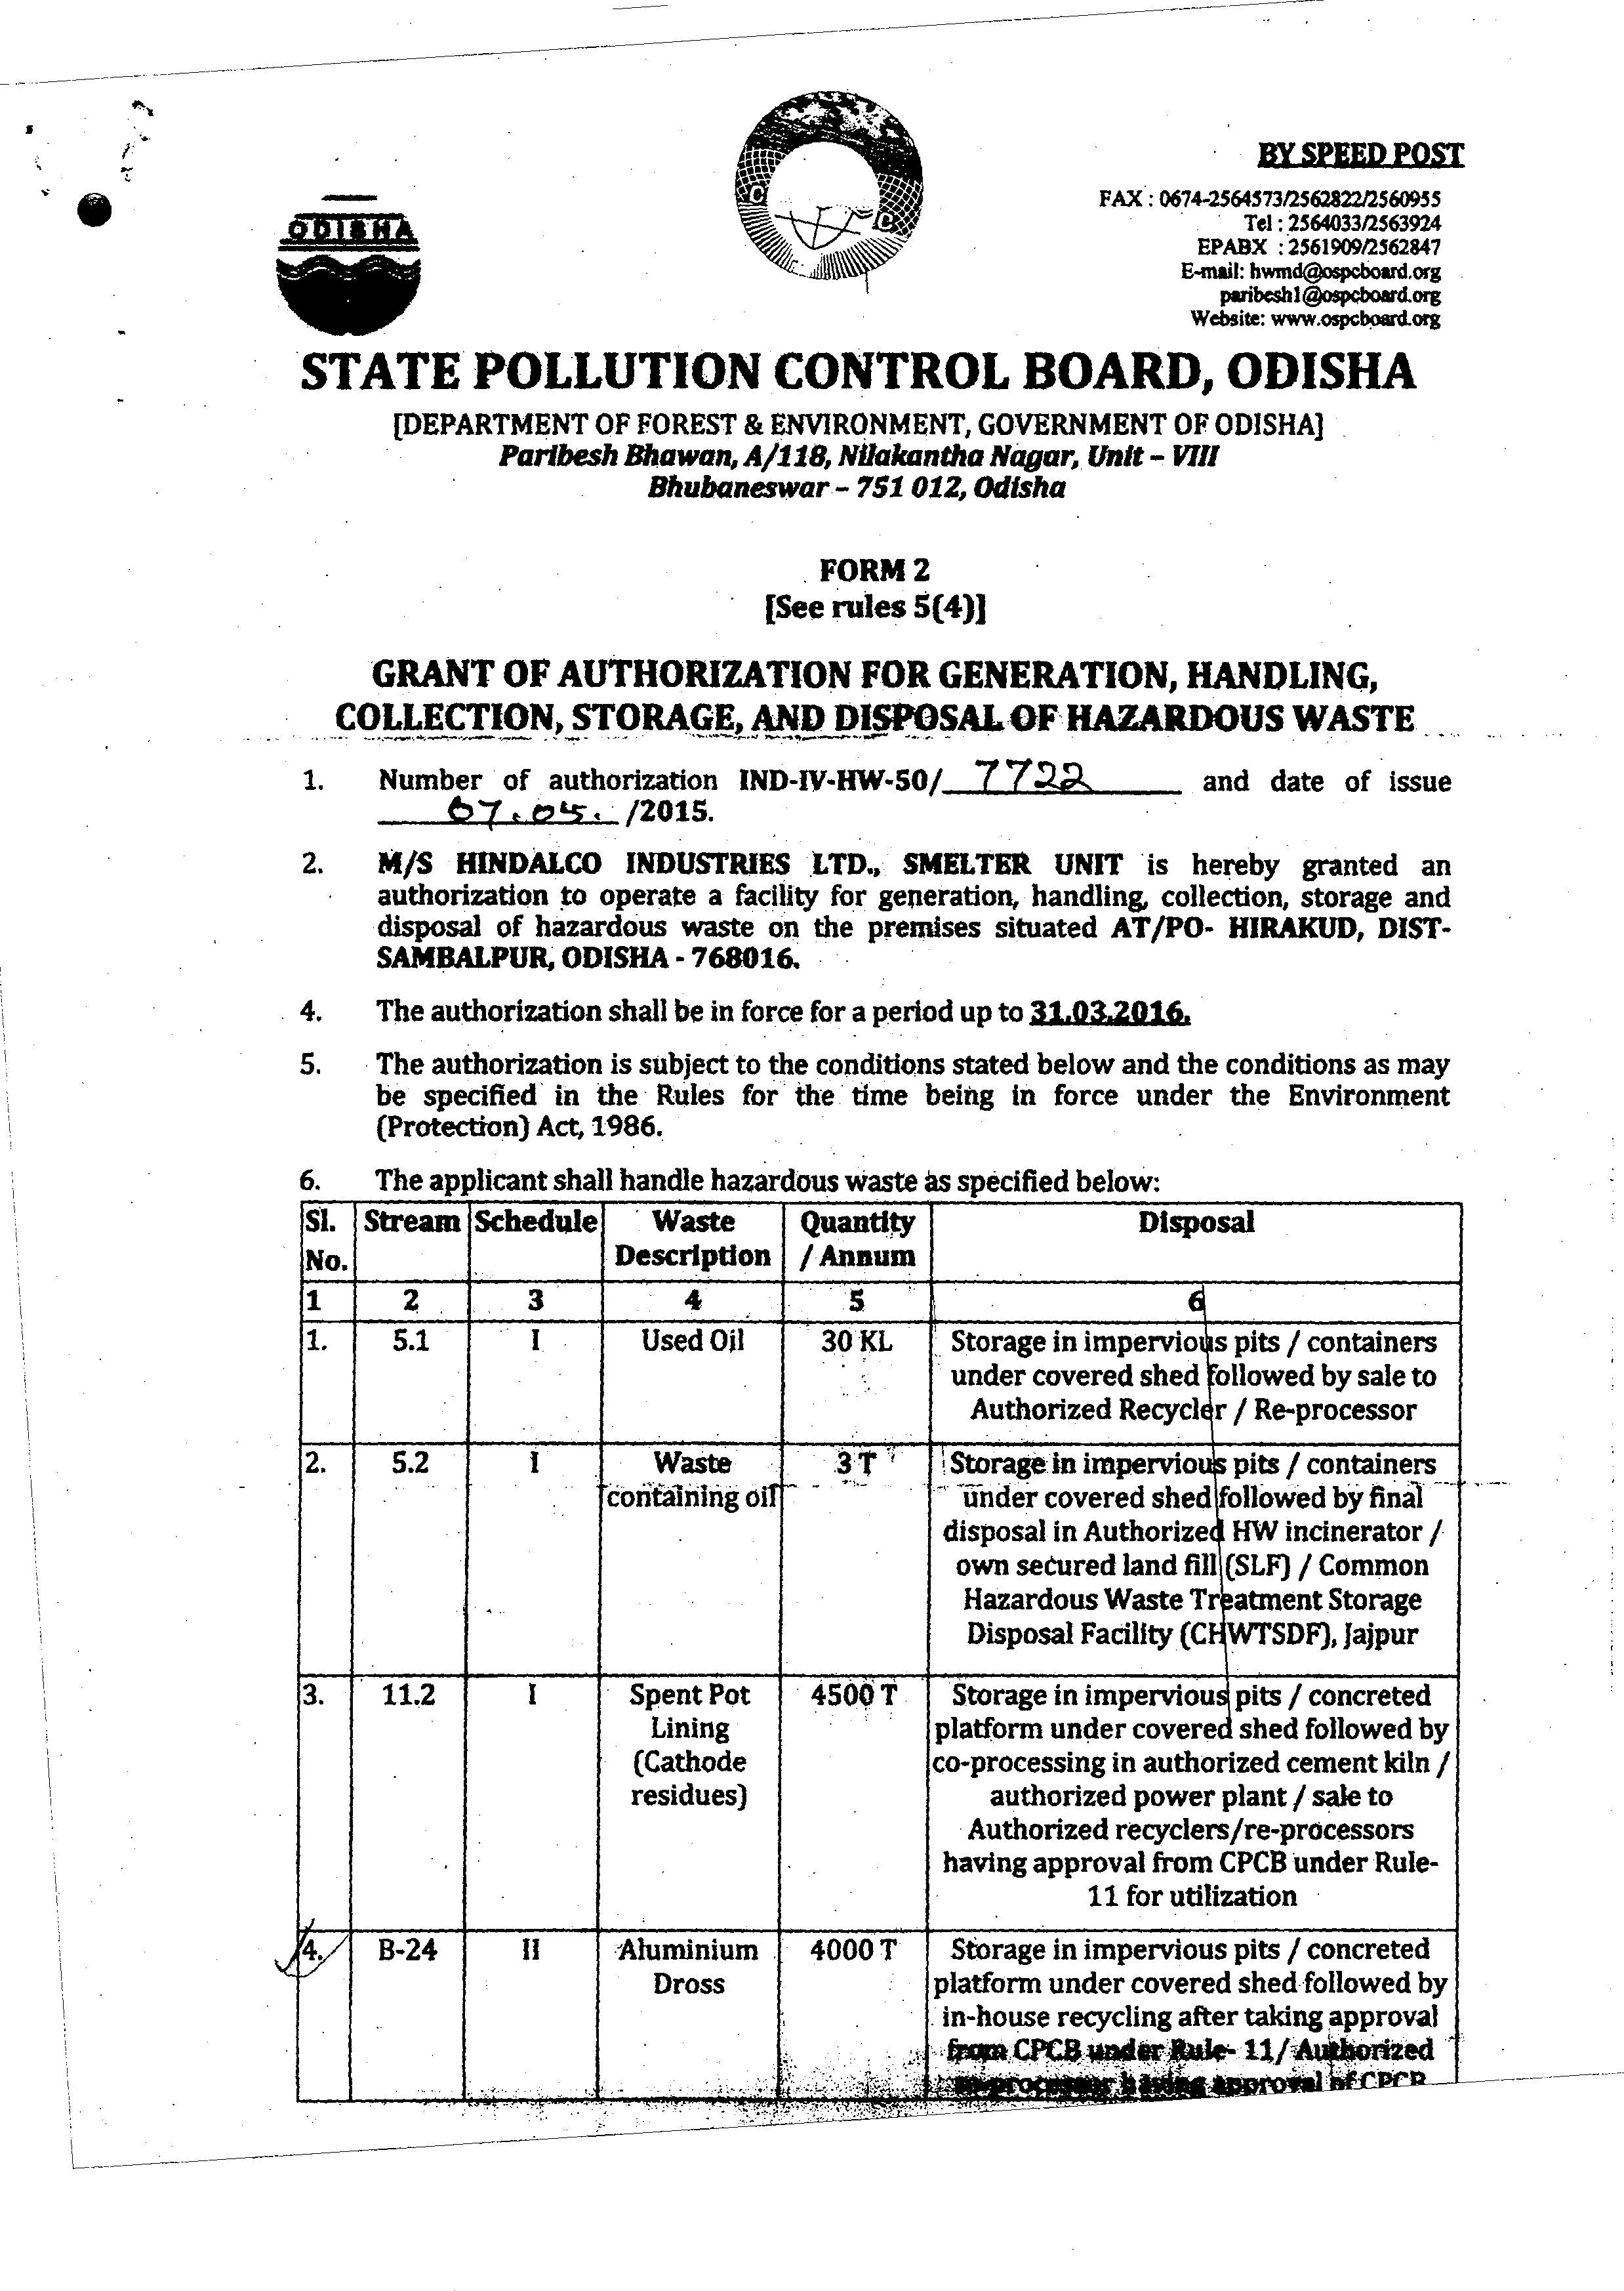 BY SPEED POST
FAX : 0674-2564573/2562822/2560955
Tel : 2564033/2563924
EPABX : 2561909/2562847
E-mail: hwmd@ospcboard.org
paribesh1@ospcboard.org
Website: www.ospcboard.org
ODISHA
STATE POLLUTION CONTROL BOARD, ODISHA
[DEPARTMENT OF FOREST & ENVIRONMENT, GOVERNMENT OF ODISHA]
Paribesh Bhawan, A/118, Nilakantha Nagar, Unit – VIII
Bhubaneswar – 751 012, Odisha
FORM 2
[See rules 5(4)]
GRANT OF AUTHORIZATION FOR GENERATION, HANDLING,
COLLECTION, STORAGE, AND DISPOSAL OF HAZARDOUS WASTE
1. Number of authorization IND-IV-HW-50/ 7722 and date of issue
07.05. /2015.
2. M/S HINDALCO INDUSTRIES LTD., SMELTER UNIT is hereby granted an
authorization to operate a facility for generation, handling, collection, storage and
disposal of hazardous waste on the premises situated AT/PO- HIRAKUD, DIST-
SAMBALPUR, ODISHA - 768016.
4. The authorization shall be in force for a period up to 31.03.2016.
5. The authorization is subject to the conditions stated below and the conditions as may
be specified in the Rules for the time being in force under the Environment
(Protection) Act, 1986.
6. The applicant shall handle hazardous waste as specified below:
Sl. Stream Schedule Waste Quantity Disposal
No. Description / Annum
1 2 3 4 5 6
1. 5.1 I Used Oil 30 KL Storage in impervious pits / containers
under covered shed followed by sale to
Authorized Recycler / Re-processor
2. 5.2 I Waste 3 T Storage in impervious pits / containers
containing oil under covered shed followed by final
disposal in Authorized HW incinerator /
own secured land fill (SLF) / Common
Hazardous Waste Treatment Storage
Disposal Facility (CHWTSDF), Jajpur
3. 11.2 I Spent Pot 4500 T Storage in impervious pits / concreted
Lining platform under covered shed followed by
(Cathode co-processing in authorized cement kiln /
residues) authorized power plant / sale to
Authorized recyclers/re-processors
having approval from CPCB under Rule-
11 for utilization
4. B-24 II Aluminium 4000 T Storage in impervious pits / concreted
Dross platform under covered shed followed by
in-house recycling after taking approval
from CPCB under Rule- 11/ Authorized
re-processor having approval of CPCB